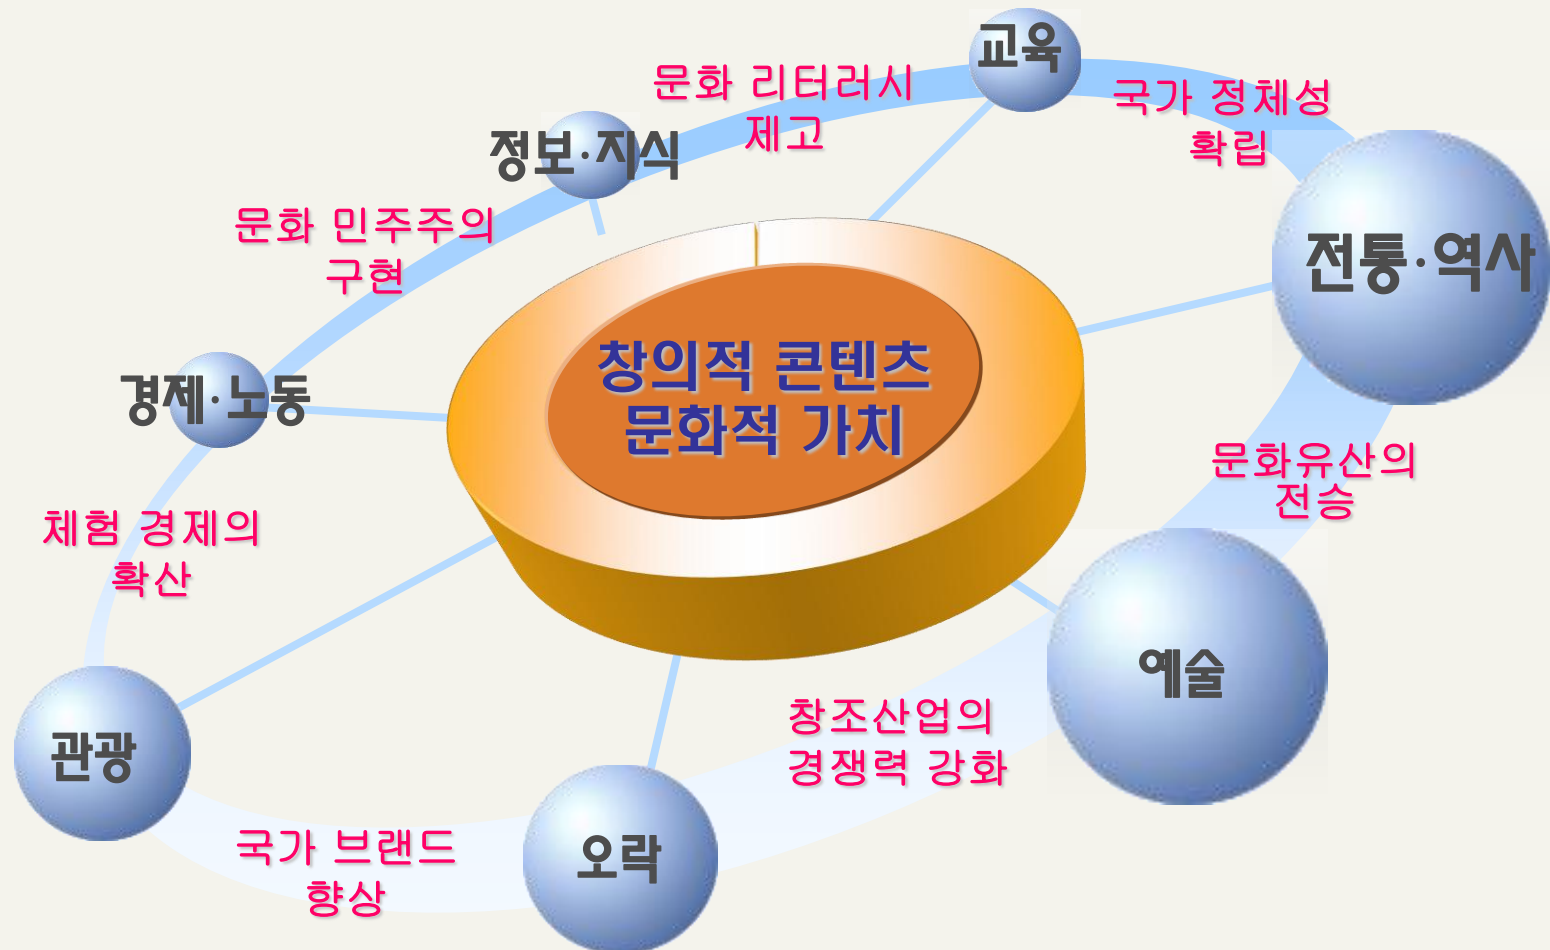 교육
문화 리터러시
제고
국가 정체성
확립
정보·지식
전통·역사
문화 민주주의
구현
창의적 콘텐츠
문화적 가치
경제·노동
문화유산의
전승
체험 경제의
확산
예술
창조산업의
경쟁력 강화
관광
국가 브랜드
향상
오락